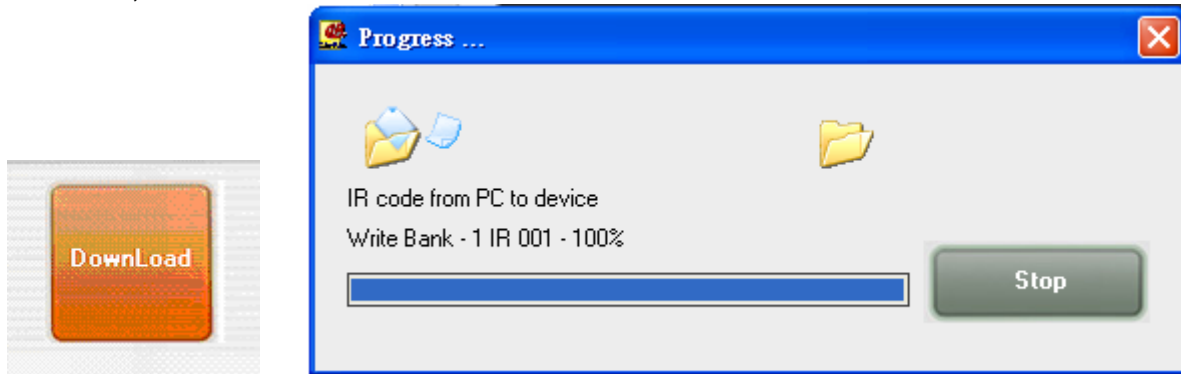 Progress ...
IR code from PC to device
Write Bank - 1 IR 001 - 100%
DownLoad
Stop